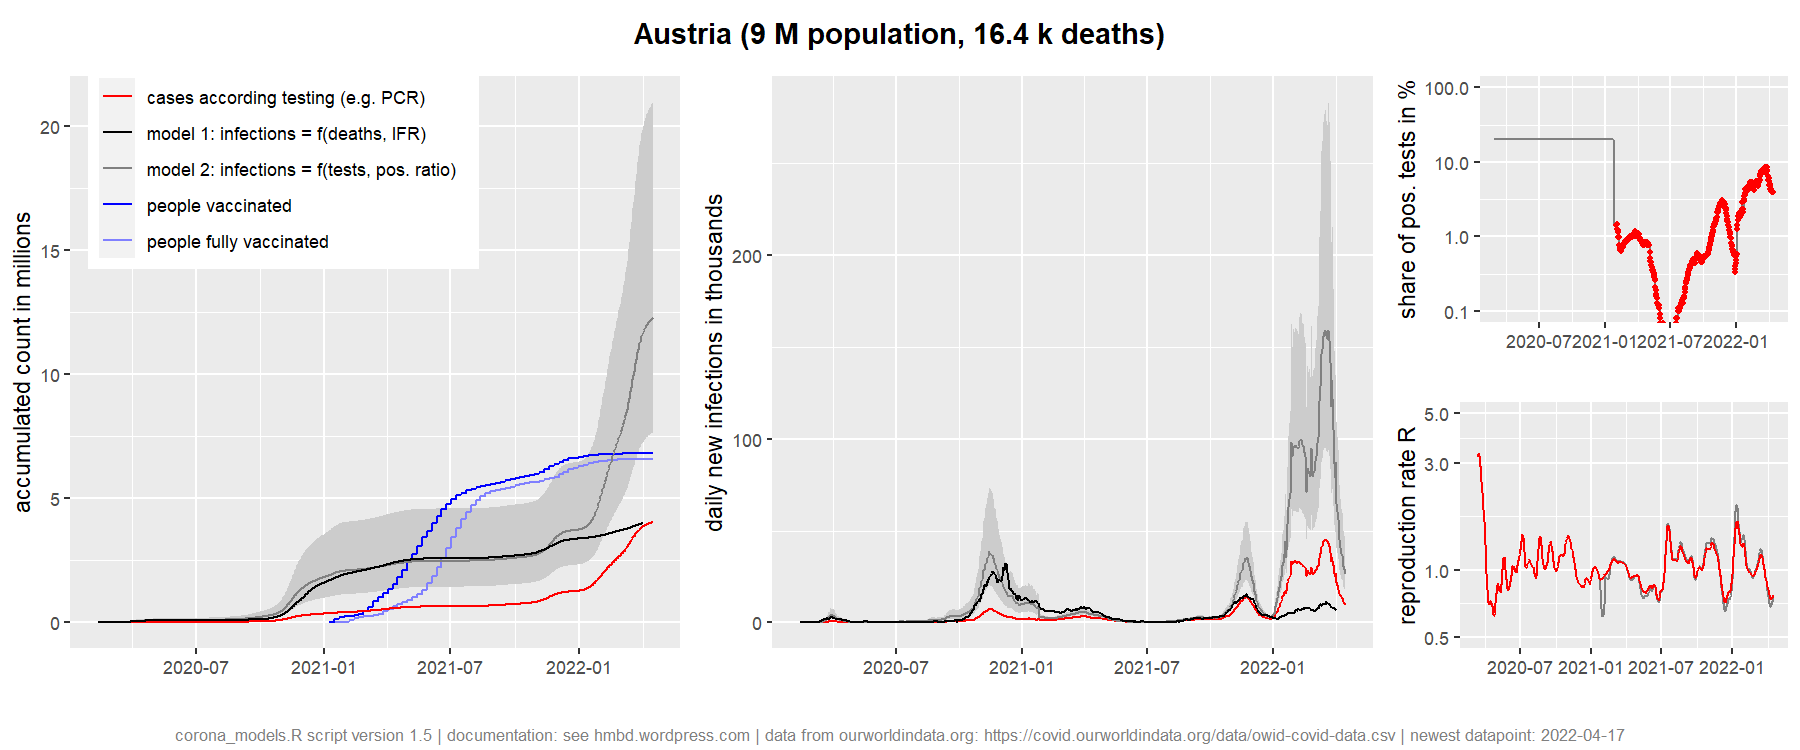 Austria (9 M population, 16.4 k deaths)
cases according testing (e.g. PCR)
model 1: infections = f(deaths, IFR)
model 2: infections = f(tests, pos. ratio)
people vaccinated
people fully vaccinated
accumulated count in millions
20
15
10
5
0
2020-07
2021-01
2021-07
2022-01
daily new infections in thousands
200
100
0
2020-07
2021-01
2021-07
2022-01
share of pos. tests in %
100.0
10.0
1.0
0.1
2020-07
2021-01
2021-07
2022-01
reproduction rate R
5.0
3.0
1.0
0.5
2020-07
2021-01
2021-07
2022-01
corona_models.R script version 1.5 | documentation: see hmbd.wordpress.com | data from ourworldindata.org: https://covid.ourworldindata.org/data/owid-covid-data.csv | newest datapoint: 2022-04-17